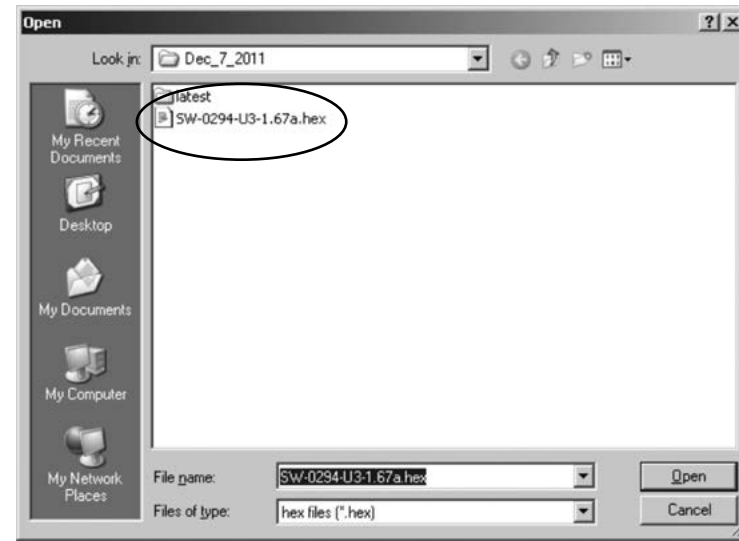 Open
Look in:
Dec_7_2011
latest
SW-0294-U3-1.67a.hex
My Recent
Documents
Desktop
My Documents
My Computer
My Network
Places
File name:
SW-0294-U3-1.67a.hex
Open
Files of type:
hex files (*.hex)
Cancel